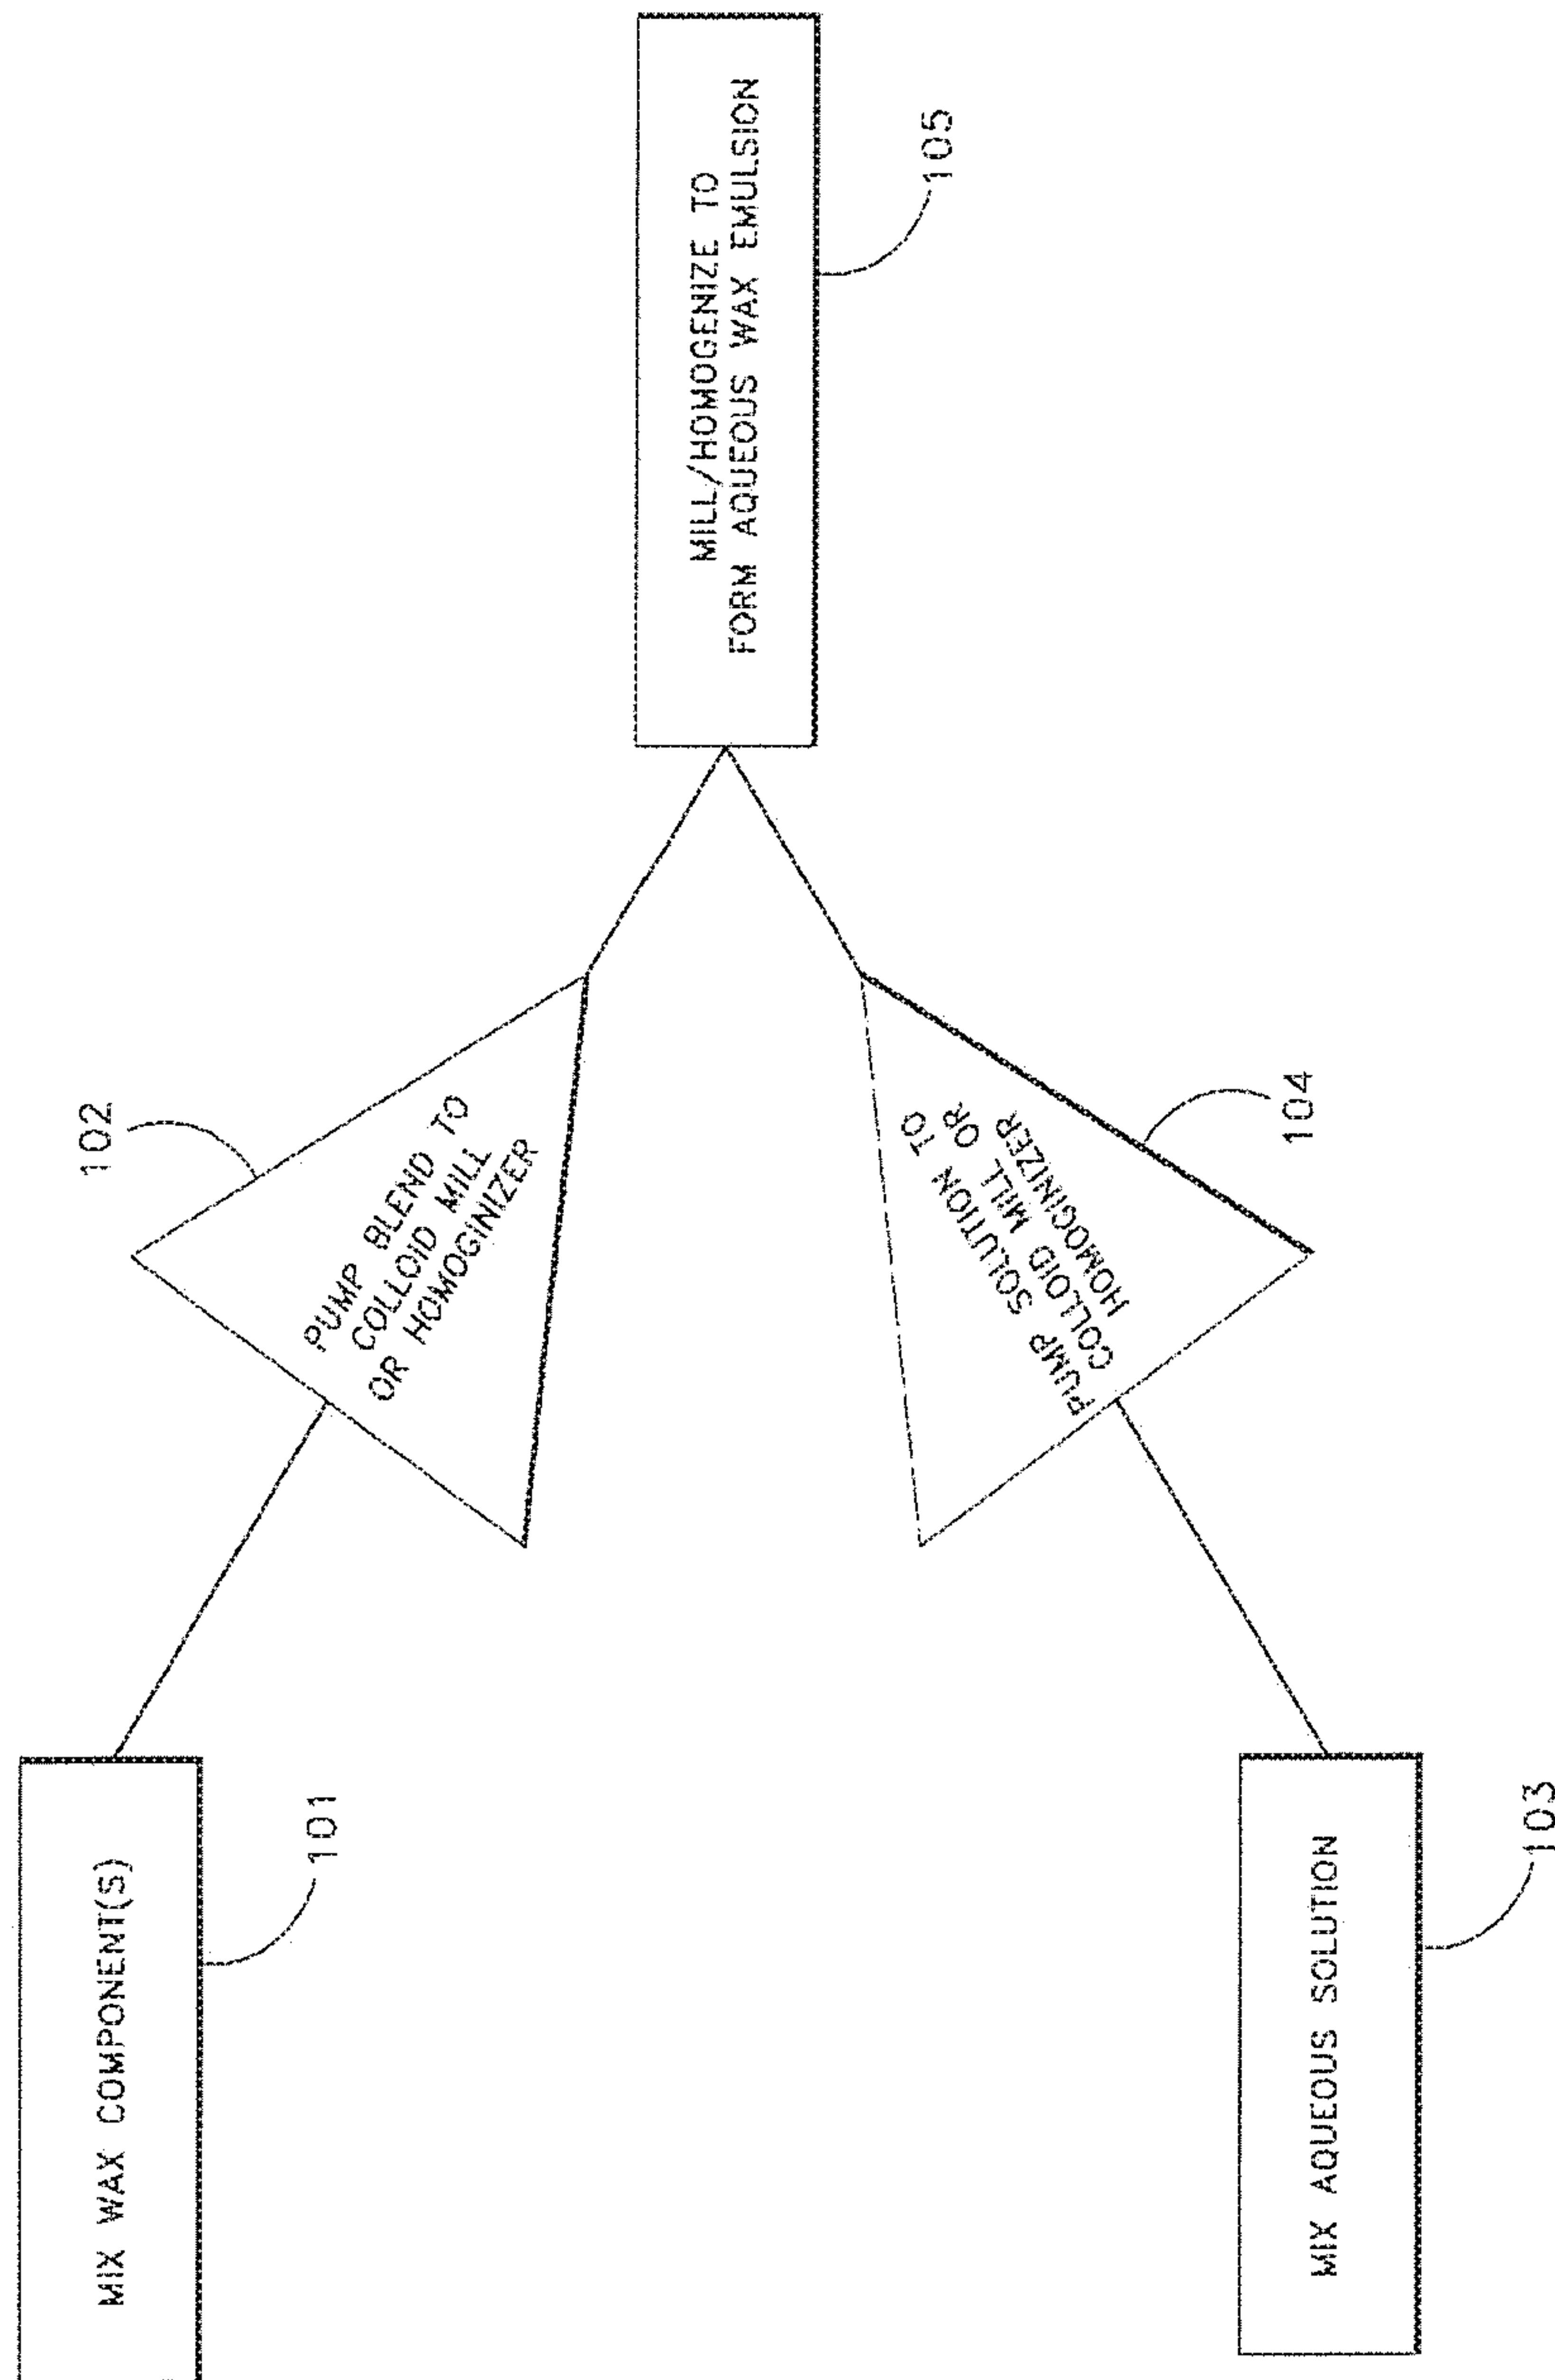 MIX WAX COMPONENT(S)
101
PUMP BLEND TO
COLLOID MILL
OR HOMOGINIZER
102
MIX AQUEOUS SOLUTION
103
PUMP SOLUTION TO
COLLOID MILL OR
HOMOGINIZER
104
MILL/HOMOGENIZE TO
FORM AQUEOUS WAX EMULSION
105